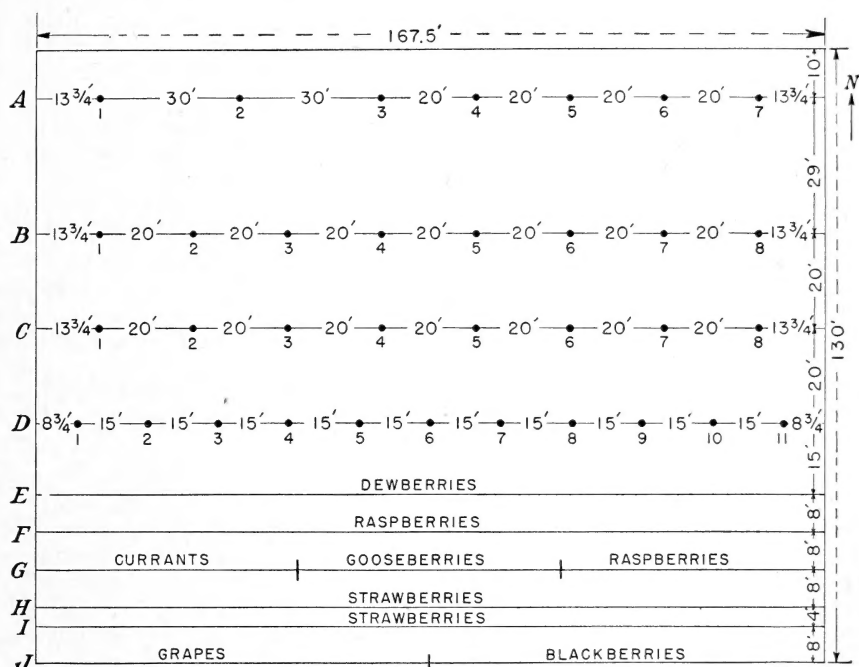 167.5'
10'
N
A 13¾' 30' 30' 20' 20' 20' 20' 13¾'
1 2 3 4 5 6 7
29'
B 13¾' 20' 20' 20' 20' 20' 20' 20' 13¾'
1 2 3 4 5 6 7 8
20'
130'
C 13¾' 20' 20' 20' 20' 20' 20' 20' 13¾'
1 2 3 4 5 6 7 8
20'
D 8¾' 15' 15' 15' 15' 15' 15' 15' 15' 15' 15' 8¾'
1 2 3 4 5 6 7 8 9 10 11
15'
E DEWBERRIES
8'
F RASPBERRIES
8'
G CURRANTS GOOSEBERRIES RASPBERRIES
8'
H STRAWBERRIES
4'
I STRAWBERRIES
8'
J GRAPES BLACKBERRIES